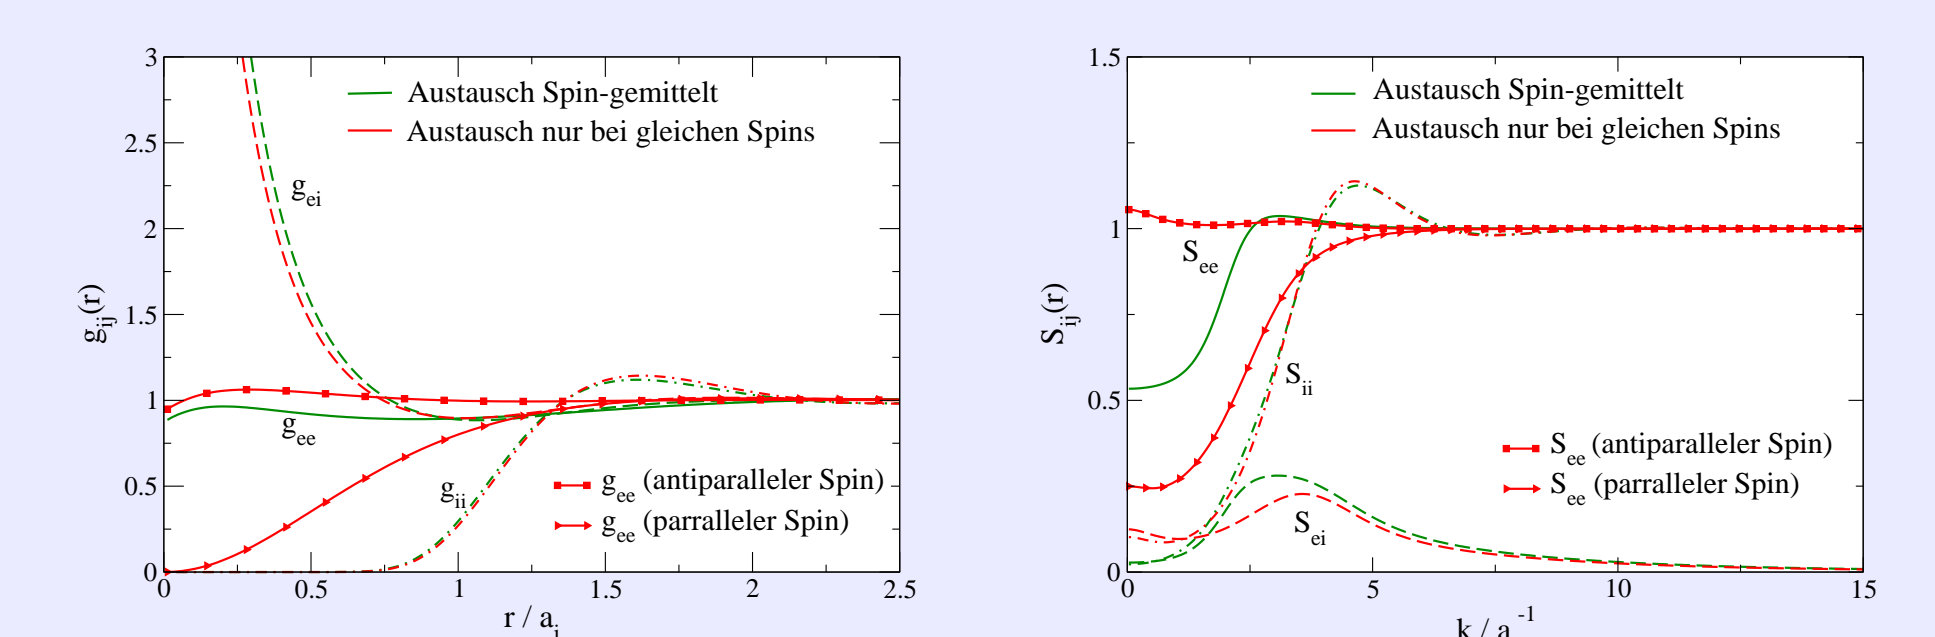 3
2.5
2
1.5
1
0.5
0
0
0.5
1
1.5
2
2.5
g_ij(r)
r / a_i
Austausch Spin-gemittelt
Austausch nur bei gleichen Spins
g_ei
g_ee
g_ii
g_ee (antiparalleler Spin)
g_ee (parralleler Spin)
1.5
1
0.5
0
0
5
10
15
S_ij(r)
k / a^-1
Austausch Spin-gemittelt
Austausch nur bei gleichen Spins
S_ee
S_ii
S_ei
S_ee (antiparalleler Spin)
S_ee (parralleler Spin)